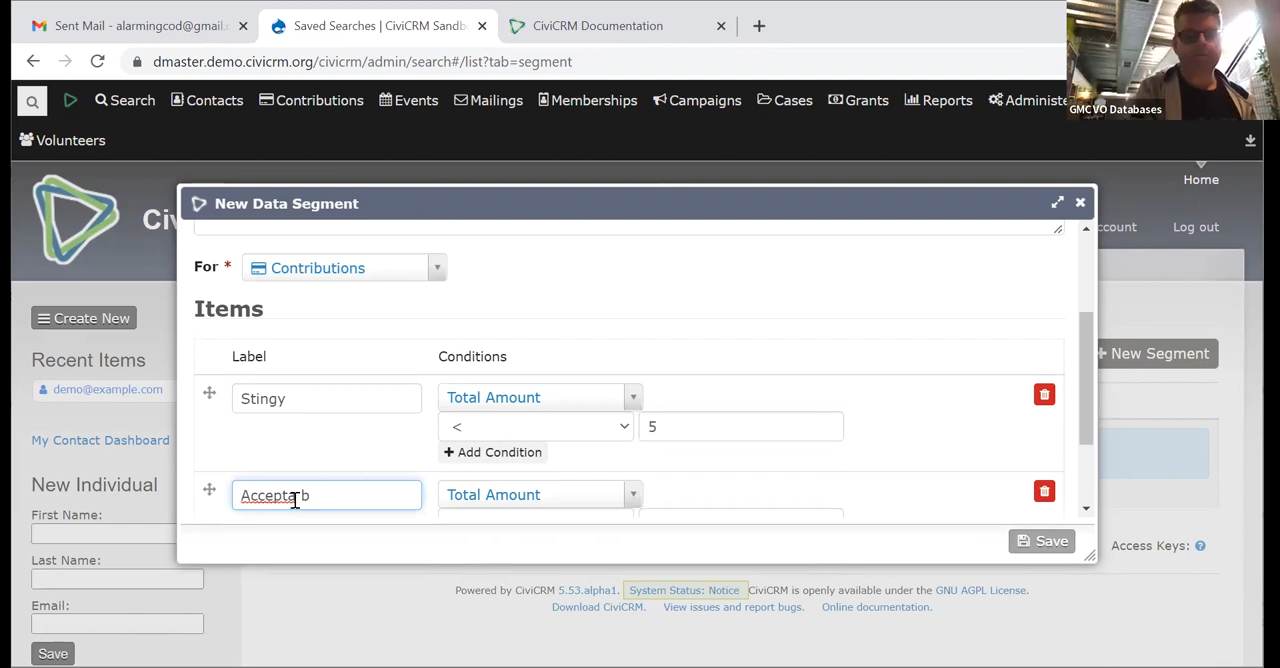 Sent Mail - alarmingcod@gmail.
Saved Searches | CiviCRM Sandb
CiviCRM Documentation
dmaster.demo.civicrm.org/civicrm/admin/search#/list?tab=segment
Search Contacts Contributions Events Mailings Memberships Campaigns Cases Grants Reports Administe
GMCVO Databases
Volunteers
Home
New Data Segment
Civi
ccount
Log out
For *
Contributions
Create New
Items
Recent Items
demo@example.com
Label
Conditions
New Segment
Stingy
Total Amount
<
5
Add Condition
My Contact Dashboard
New Individual
Accepta b
Total Amount
First Name:
Save
Access Keys: ?
Last Name:
Powered by CiviCRM 5.53.alpha1. System Status: Notice CiviCRM is openly available under the GNU AGPL License.
Download CiviCRM. View issues and report bugs. Online documentation.
Email:
Save